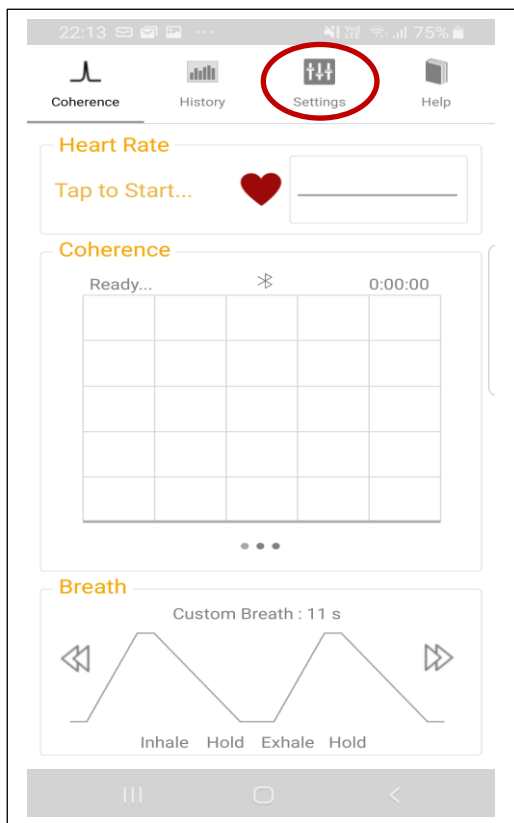 22:13 75%
Coherence History Settings Help
Heart Rate
Tap to Start...
Coherence
Ready... 0:00:00
Breath
Custom Breath : 11 s
Inhale Hold Exhale Hold